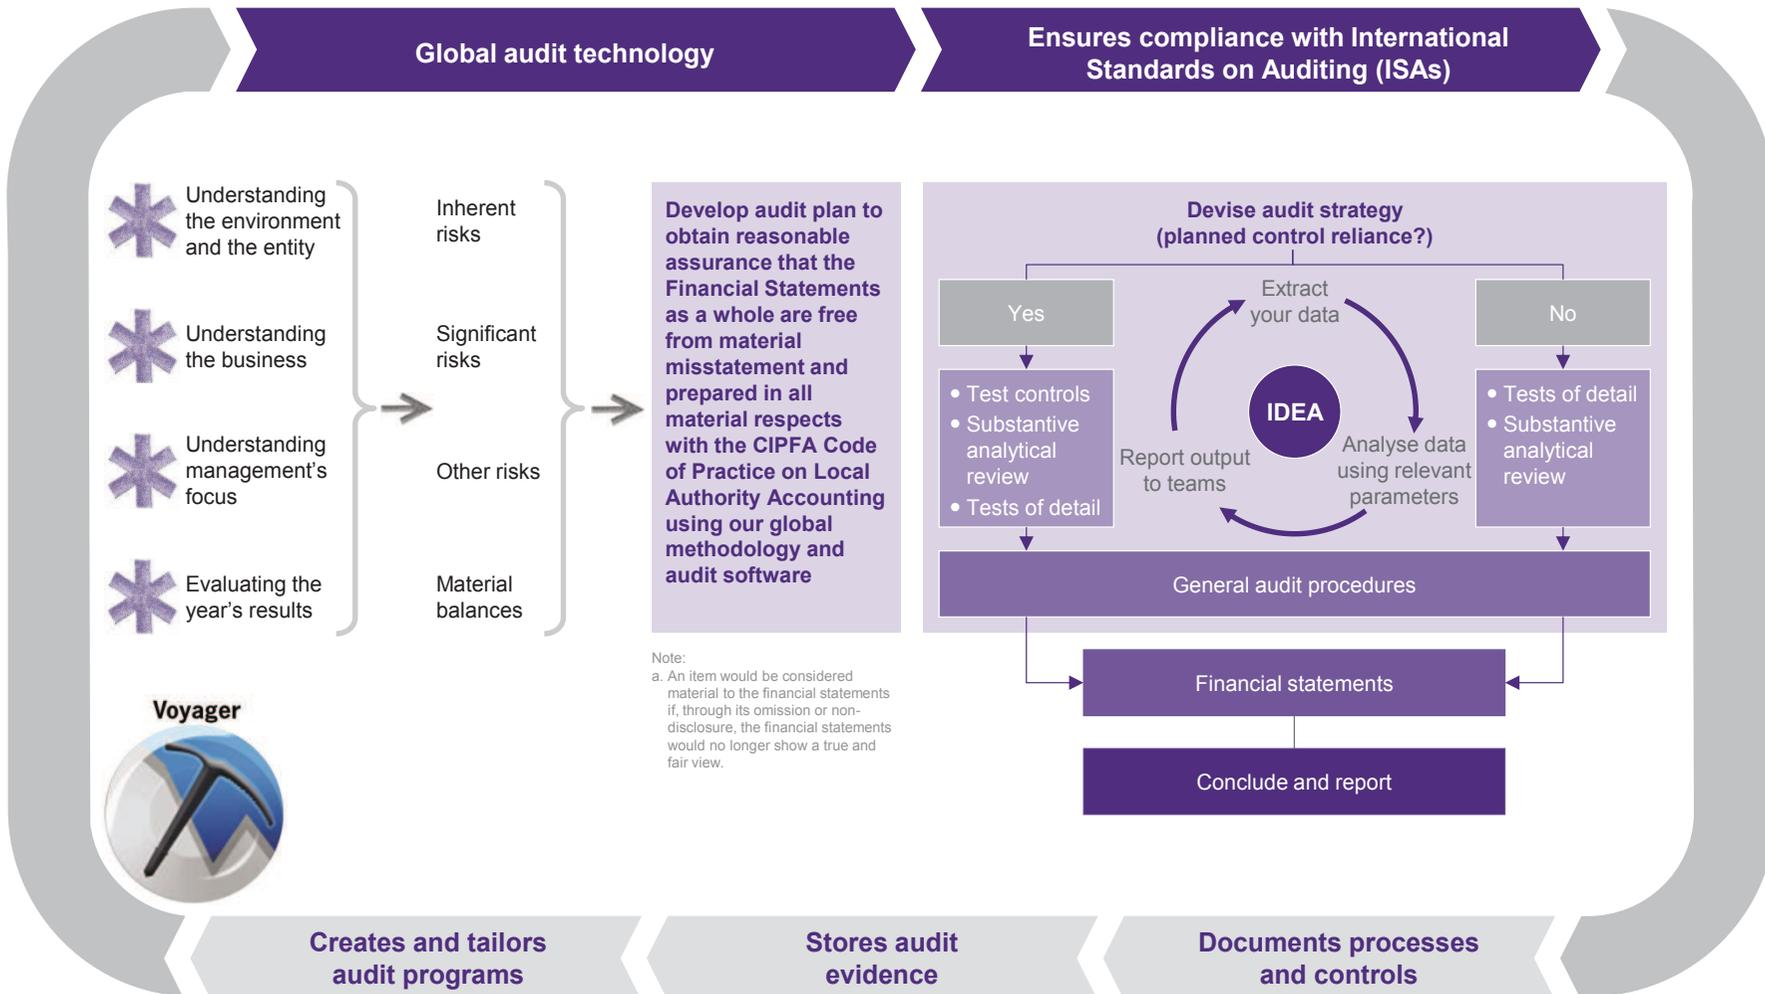 Global audit technology
Ensures compliance with International
Standards on Auditing (ISAs)
Understanding
the environment
and the entity
Understanding
the business
Understanding
management’s
focus
Evaluating the
year’s results
Inherent
risks
Significant
risks
Other risks
Material
balances
Develop audit plan to
obtain reasonable
assurance that the
Financial Statements
as a whole are free
from material
misstatement and
prepared in all
material respects
with the CIPFA Code
of Practice on Local
Authority Accounting
using our global
methodology and
audit software
Note:
a. An item would be considered
material to the financial statements
if, through its omission or non-
disclosure, the financial statements
would no longer show a true and
fair view.
Devise audit strategy
(planned control reliance?)
Yes
• Test controls
• Substantive
analytical
review
• Tests of detail
Extract
your data
IDEA
Analyse data
using relevant
parameters
Report output
to teams
No
• Tests of detail
• Substantive
analytical
review
General audit procedures
Financial statements
Conclude and report
Voyager
Creates and tailors
audit programs
Stores audit
evidence
Documents processes
and controls